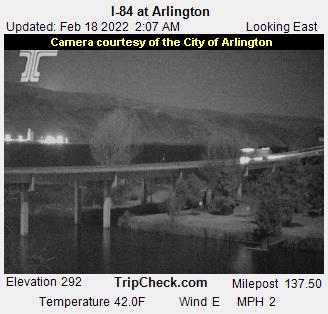 I-84 at Arlington
Updated: Feb 18 2022 2:07 AM Looking East
Camera courtesy of the City of Arlington
Elevation 292 TripCheck.com Milepost 137.50
Temperature 42.0F Wind E MPH 2